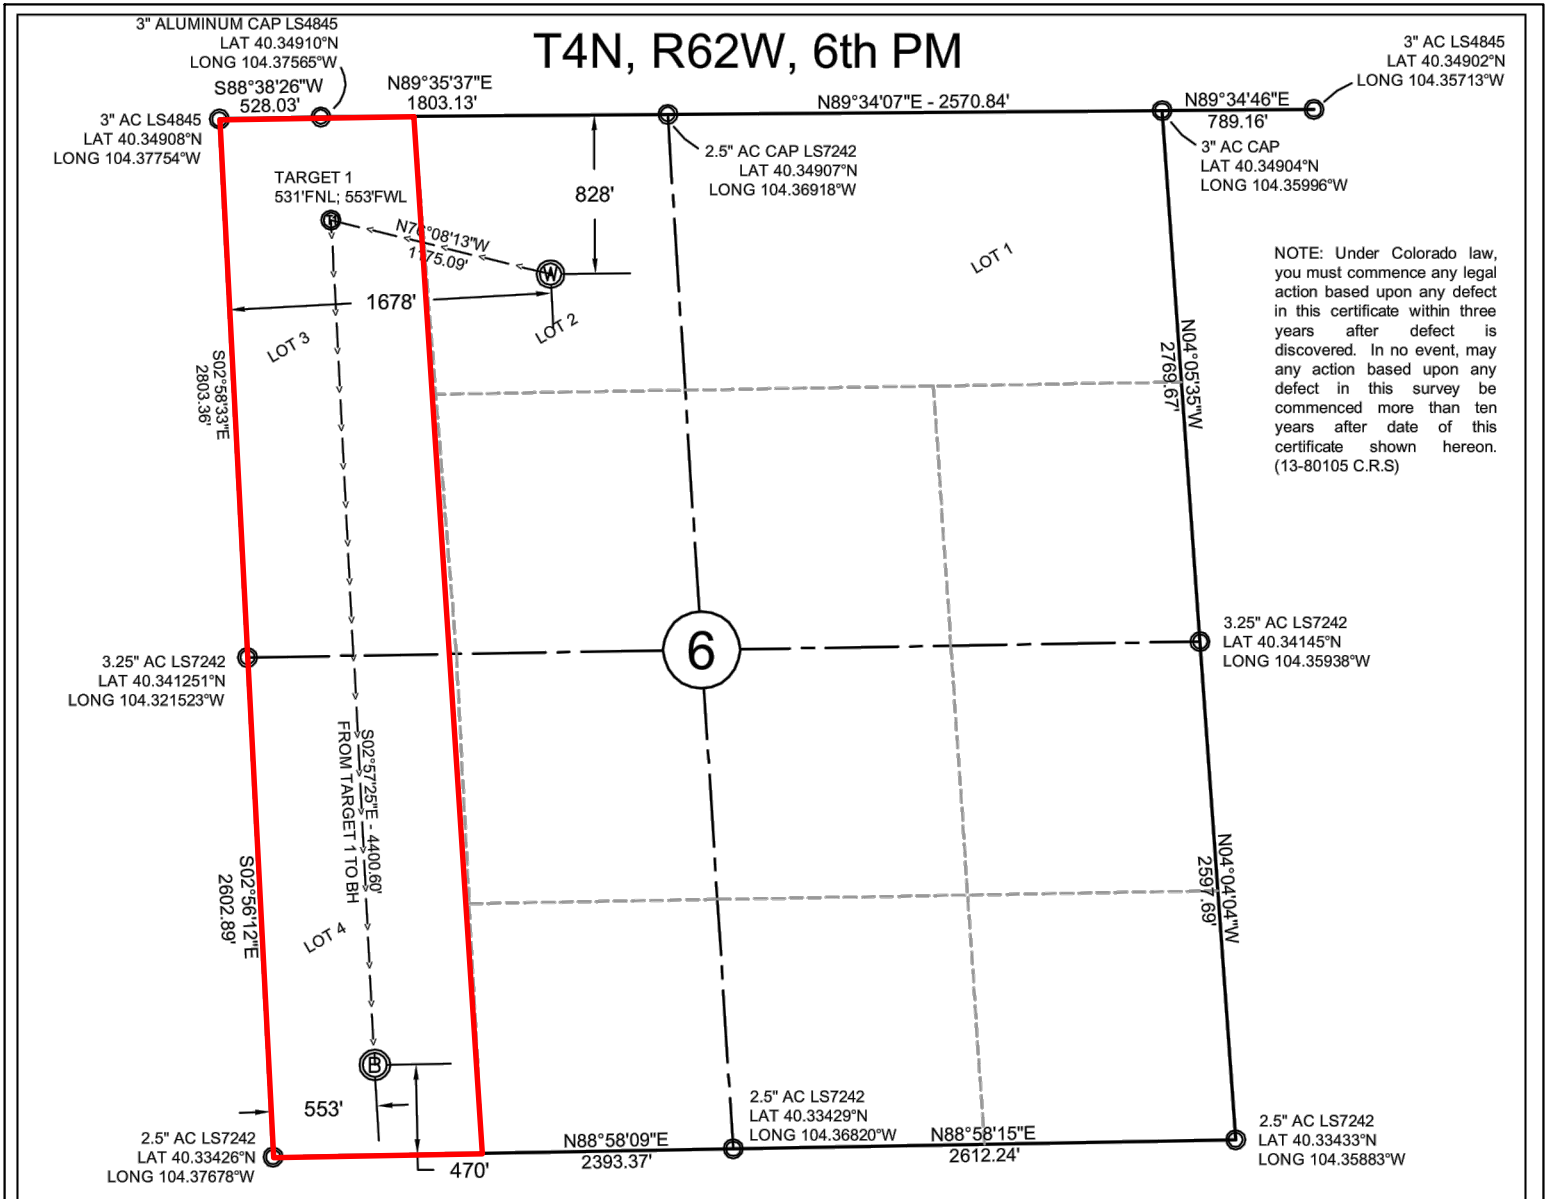 T4N, R62W, 6th PM
3" ALUMINUM CAP LS4845
LAT 40.34910°N
LONG 104.37565°W
S88°38'26"W
528.03'
N89°35'37"E
1803.13'
N89°34'07"E - 2570.84'
N89°34'46"E
789.16'
3" AC LS4845
LAT 40.34902°N
LONG 104.35713°W
3" AC LS4845
LAT 40.34908°N
LONG 104.37754°W
2.5" AC CAP LS7242
LAT 40.34907°N
LONG 104.36918°W
3" AC CAP
LAT 40.34904°N
LONG 104.35996°W
TARGET 1
531'FNL; 553'FWL
828'
N76°08'13"W
1175.09'
W
1678'
LOT 1
LOT 2
LOT 3
NOTE: Under Colorado law,
you must commence any legal
action based upon any defect
in this certificate within three
years after defect is
discovered. In no event, may
any action based upon any
defect in this survey be
commenced more than ten
years after date of this
certificate shown hereon.
(13-80105 C.R.S)
S02°58'33"E
2803.36'
N04°05'35"W
2769.67'
6
3.25" AC LS7242
LAT 40.341251°N
LONG 104.321523°W
3.25" AC LS7242
LAT 40.34145°N
LONG 104.35938°W
S02°57'25"E - 4400.60'
FROM TARGET 1 TO BH
S02°56'12"E
2602.89'
N04°04'04"W
2597.69'
LOT 4
B
553'
470'
2.5" AC LS7242
LAT 40.33426°N
LONG 104.37678°W
N88°58'09"E
2393.37'
2.5" AC LS7242
LAT 40.33429°N
LONG 104.36820°W
N88°58'15"E
2612.24'
2.5" AC LS7242
LAT 40.33433°N
LONG 104.35883°W